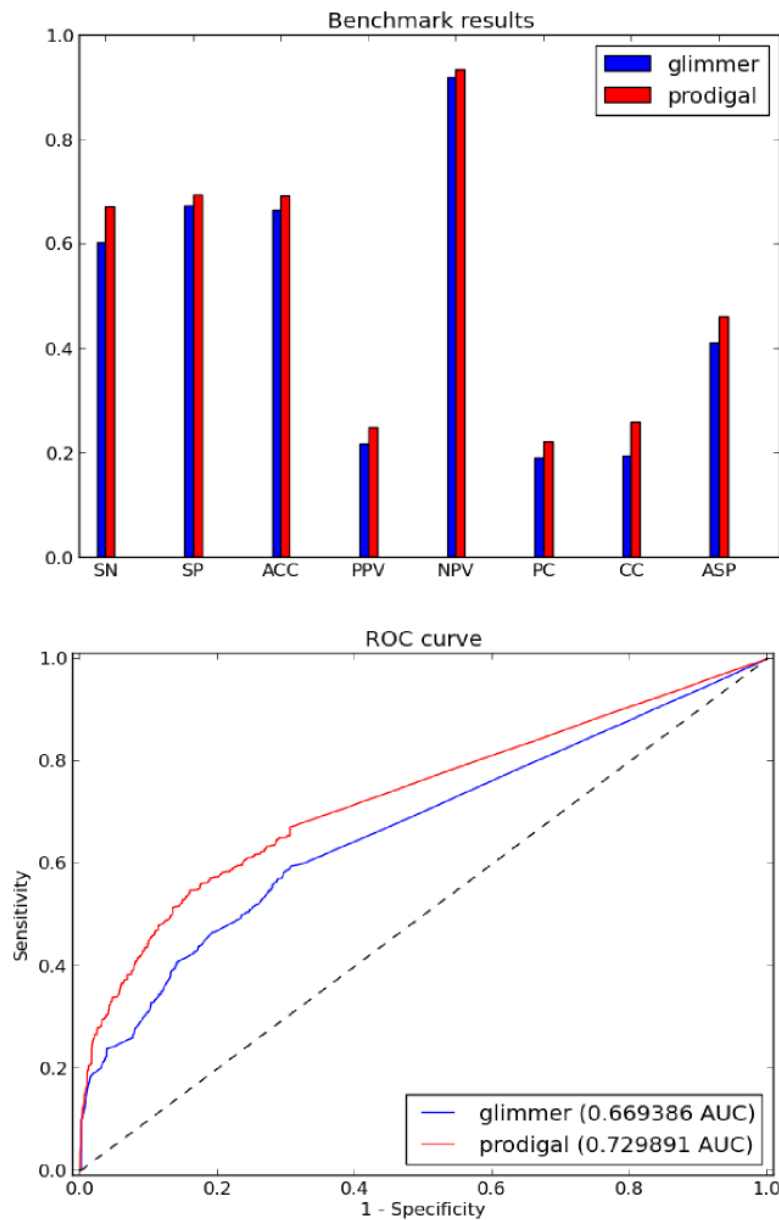 Benchmark results
1.0
glimmer
prodigal
0.8
0.6
0.4
0.2
0.0
SN SP ACC PPV NPV PC CC ASP
ROC curve
1.0
0.8
0.6
Sensitivity
0.4
0.2
glimmer (0.669386 AUC)
prodigal (0.729891 AUC)
0.0
0.0 0.2 0.4 0.6 0.8 1.0
1 - Specificity